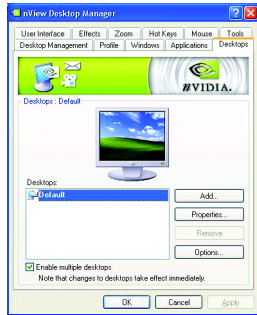 nView Desktop Manager
User Interface Effects Zoom Hot Keys Mouse Tools
Desktop Management Profile Windows Applications Desktops
NVIDIA.
Desktops : Default
Desktops:
Default
Add...
Properties...
Remove
Options...
Enable multiple desktops
Note that changes to desktops take effect immediately.
OK Cancel Apply